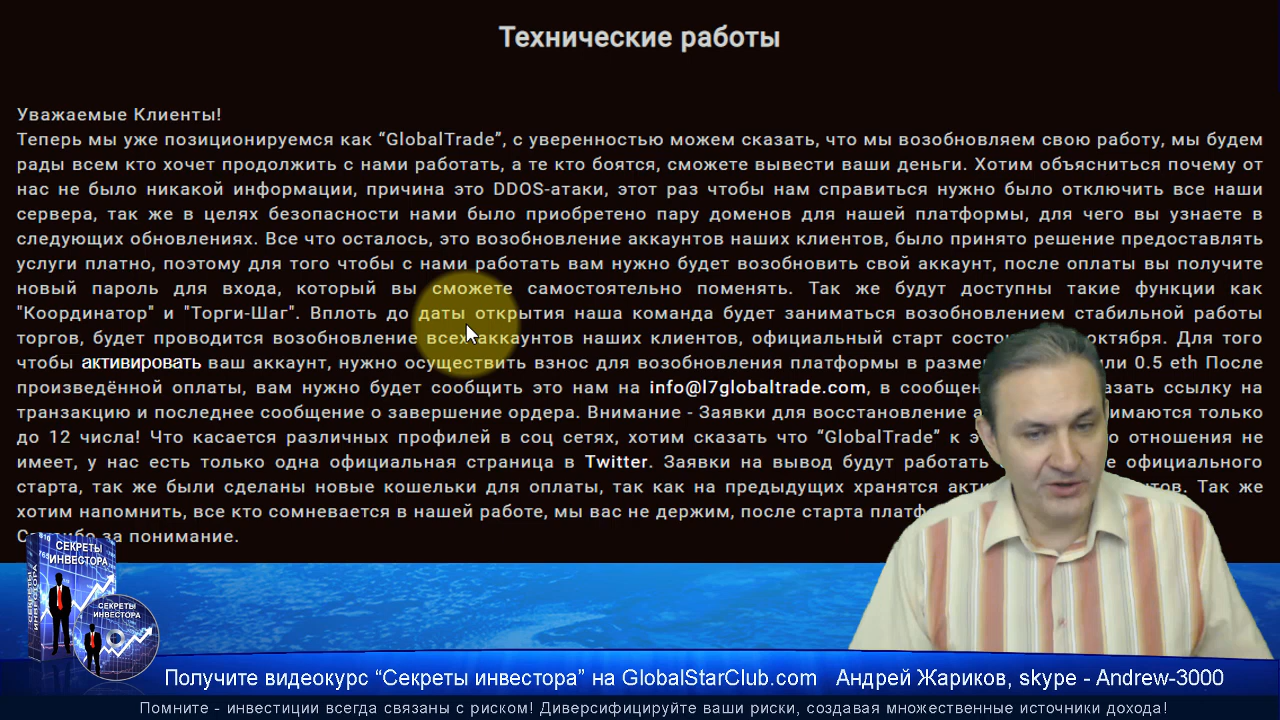 Технические работы
Уважаемые Клиенты!
Теперь мы уже позиционируемся как “GlobalTrade”, с уверенностью можем сказать, что мы возобновляем свою работу, мы будем
рады всем кто хочет продолжить с нами работать, а те кто боятся, сможете вывести ваши деньги. Хотим объясниться почему от
нас не было никакой информации, причина это DDOS-атаки, этот раз чтобы нам справиться нужно было отключить все наши
сервера, так же в целях безопасности нами было приобретено пару доменов для нашей платформы, для чего вы узнаете в
следующих обновлениях. Все что осталось, это возобновление аккаунтов наших клиентов, было принято решение предоставлять
услуги платно, поэтому для того чтобы с нами работать вам нужно будет возобновить свой аккаунт, после оплаты вы получите
новый пароль для входа, который вы сможете самостоятельно поменять. Так же будут доступны такие функции как
"Координатор" и "Торги-Шаг". Вплоть до даты открытия наша команда будет заниматься возобновлением стабильной работы
торгов, будет проводится возобновление всех аккаунтов наших клиентов, официальный старт октября. Для того
чтобы активировать ваш аккаунт, нужно осуществить взнос для возобновления платформы в 0.5 eth После
произведённой оплаты, вам нужно будет сообщить это нам на info@l7globaltrade.com, в ссылку на
транзакцию и последнее сообщение о завершение ордера. Внимание - Заявки для восстановление только
до 12 числа! Что касается различных профилей в соц сетях, хотим сказать что “GlobalTrade” к отношения не
имеет, у нас есть только одна официальная страница в Twitter. Заявки на вывод будут работать официального
старта, так же были сделаны новые кошельки для оплаты, так как на предыдущих хранятся Так же
хотим напомнить, все кто сомневается в нашей работе, мы вас не держим, после старта
за понимание.
СЕКРЕТЫ
ИНВЕСТОРА
СЕКРЕТЫ
ИНВЕСТОРА
СЕКРЕТЫ
ИНВЕСТОРА
Получите видеокурс “Секреты инвестора” на GlobalStarClub.com Андрей Жариков, skype - Andrew-3000
Помните - инвестиции всегда связаны с риском! Диверсифицируйте ваши риски, создавая множественные источники дохода!